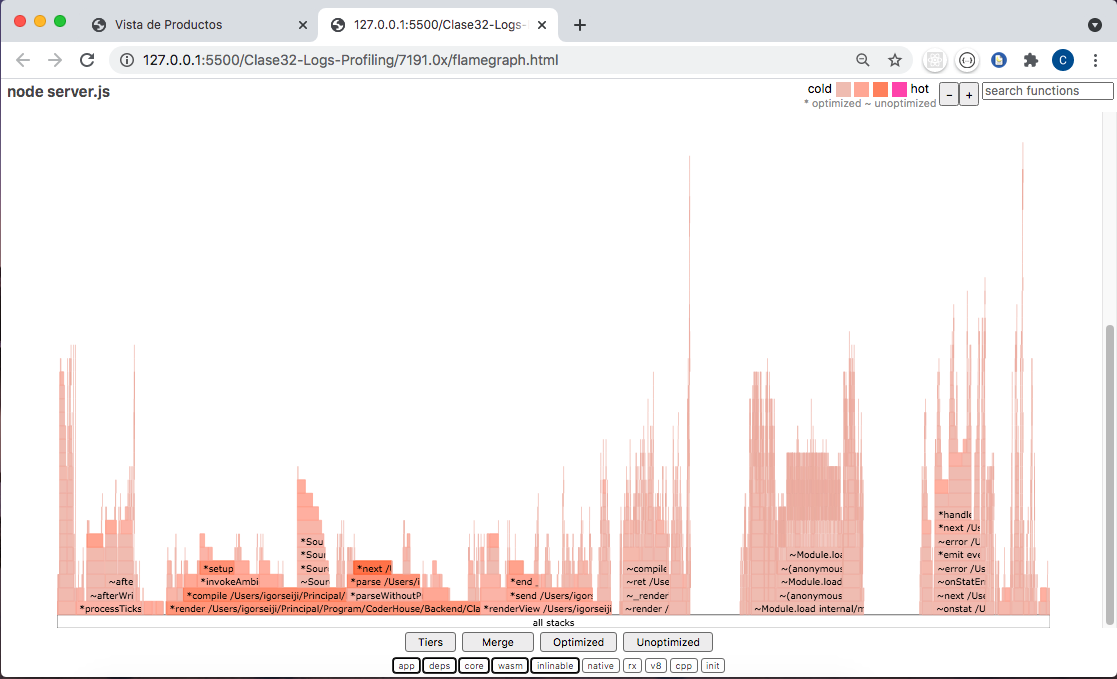 Vista de Productos
127.0.0.1:5500/Clase32-Logs-
127.0.0.1:5500/Clase32-Logs-Profiling/7191.0x/flamegraph.html
C
node server.js
cold hot
* optimized ~ unoptimized
- +
search functions
*handle
*Sou *next /Us
*Sour ~error /U
~Module.loa *emit eve
*setup *Sour *next /l ~compile ~(anonymous ~error /Us
~afte *invokeAmbi ~Sour *parse /Users/i *end _ ~ret /Use ~Module.load ~onStatEn
~afterWri *compile /Users/igorseiji/Principal/ *parseWithoutP *send /Users/igors ~_render ~(anonymous ~next /Use
*processTicks *render /Users/igorseiji/Principal/Program/CoderHouse/Backend/Cla *renderView /Users/igorseiji ~render / ~Module.load internal/m ~onstat /U
all stacks
Tiers Merge Optimized Unoptimized
app deps core wasm inlinable native rx v8 cpp init